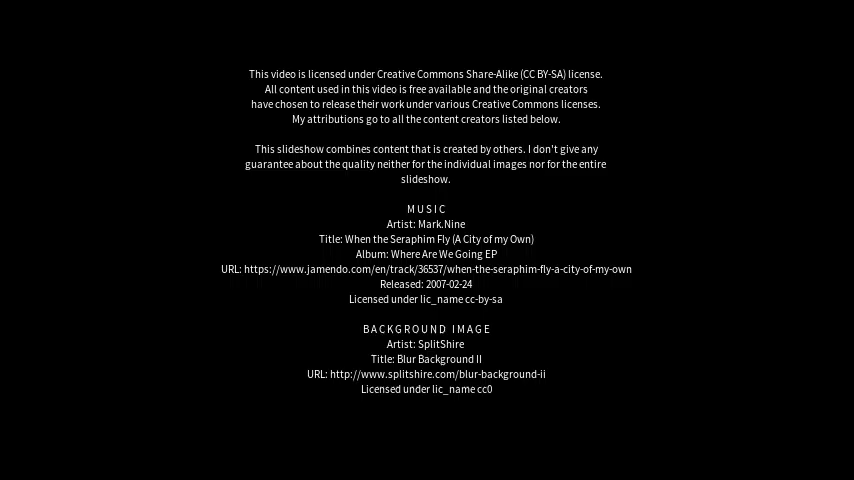 This video is licensed under Creative Commons Share-Alike (CC BY-SA) license.
All content used in this video is free available and the original creators
have chosen to release their work under various Creative Commons licenses.
My attributions go to all the content creators listed below.
This slideshow combines content that is created by others. I don't give any
guarantee about the quality neither for the individual images nor for the entire
slideshow.
MUSIC
Artist: Mark.Nine
Title: When the Seraphim Fly (A City of my Own)
Album: Where Are We Going EP
URL: https://www.jamendo.com/en/track/36537/when-the-seraphim-fly-a-city-of-my-own
Released: 2007-02-24
Licensed under lic_name cc-by-sa
BACKGROUND IMAGE
Artist: SplitShire
Title: Blur Background II
URL: http://www.splitshire.com/blur-background-ii
Licensed under lic_name cc0